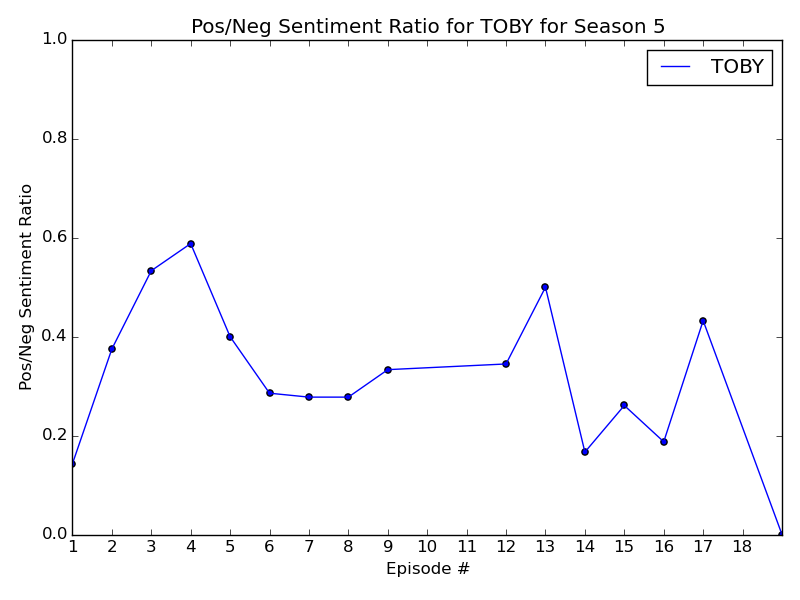 Pos/Neg Sentiment Ratio for TOBY for Season 5
1.0
TOBY
0.8
0.6
0.4
0.2
0.0
Pos/Neg Sentiment Ratio
1 2 3 4 5 6 7 8 9 10 11 12 13 14 15 16 17 18
Episode #